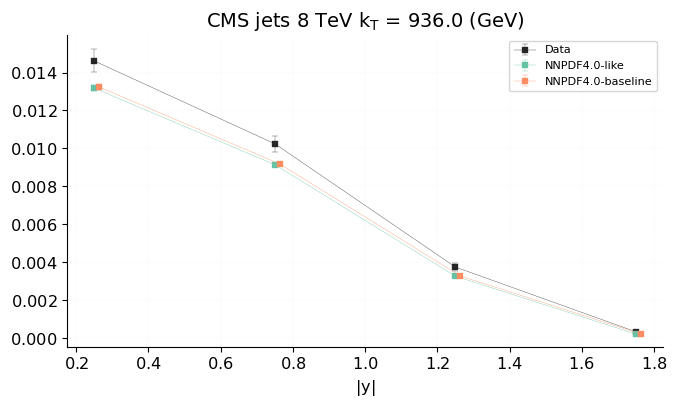 CMS jets 8 TeV k_T = 936.0 (GeV)
Data
NNPDF4.0-like
NNPDF4.0-baseline
0.014
0.012
0.010
0.008
0.006
0.004
0.002
0.000
0.2 0.4 0.6 0.8 1.0 1.2 1.4 1.6 1.8
|y|